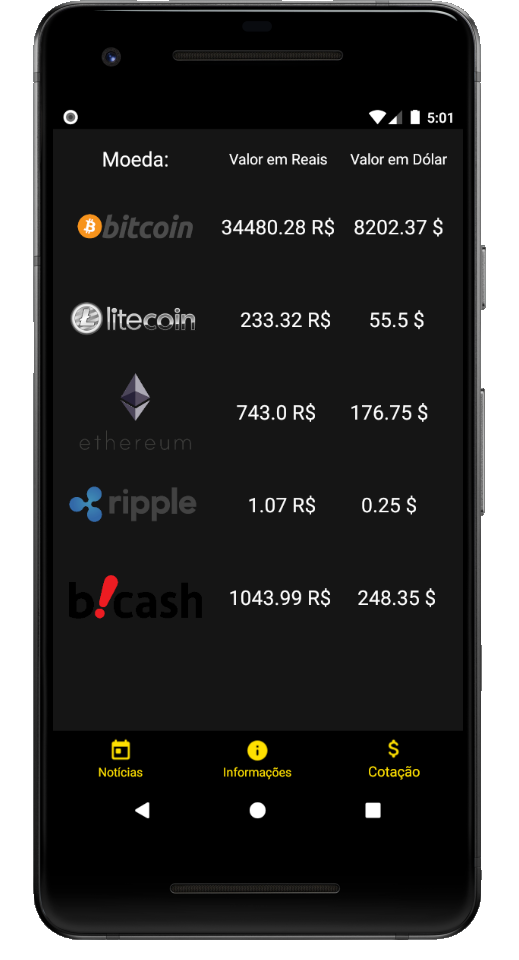 5:01
Moeda: Valor em Reais Valor em Dólar
bitcoin 34480.28 R$ 8202.37 $
litecoin 233.32 R$ 55.5 $
743.0 R$ 176.75 $
ethereum
ripple 1.07 R$ 0.25 $
b!cash 1043.99 R$ 248.35 $
Notícias Informações Cotação